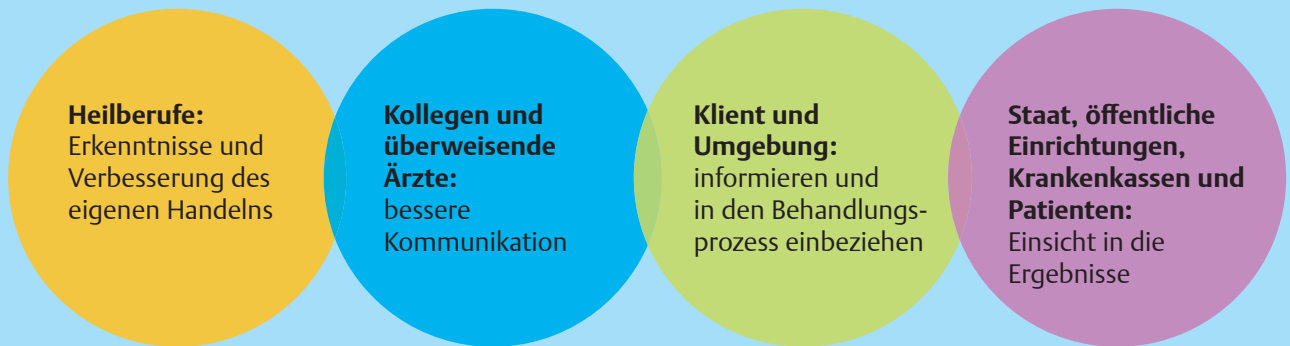 Heilberufe:
Erkenntnisse und
Verbesserung des
eigenen Handelns
Kollegen und
überweisende
Ärzte:
bessere
Kommunikation
Klient und
Umgebung:
informieren und
in den Behandlungs-
prozess einbeziehen
Staat, öffentliche
Einrichtungen,
Krankenkassen und
Patienten:
Einsicht in die
Ergebnisse